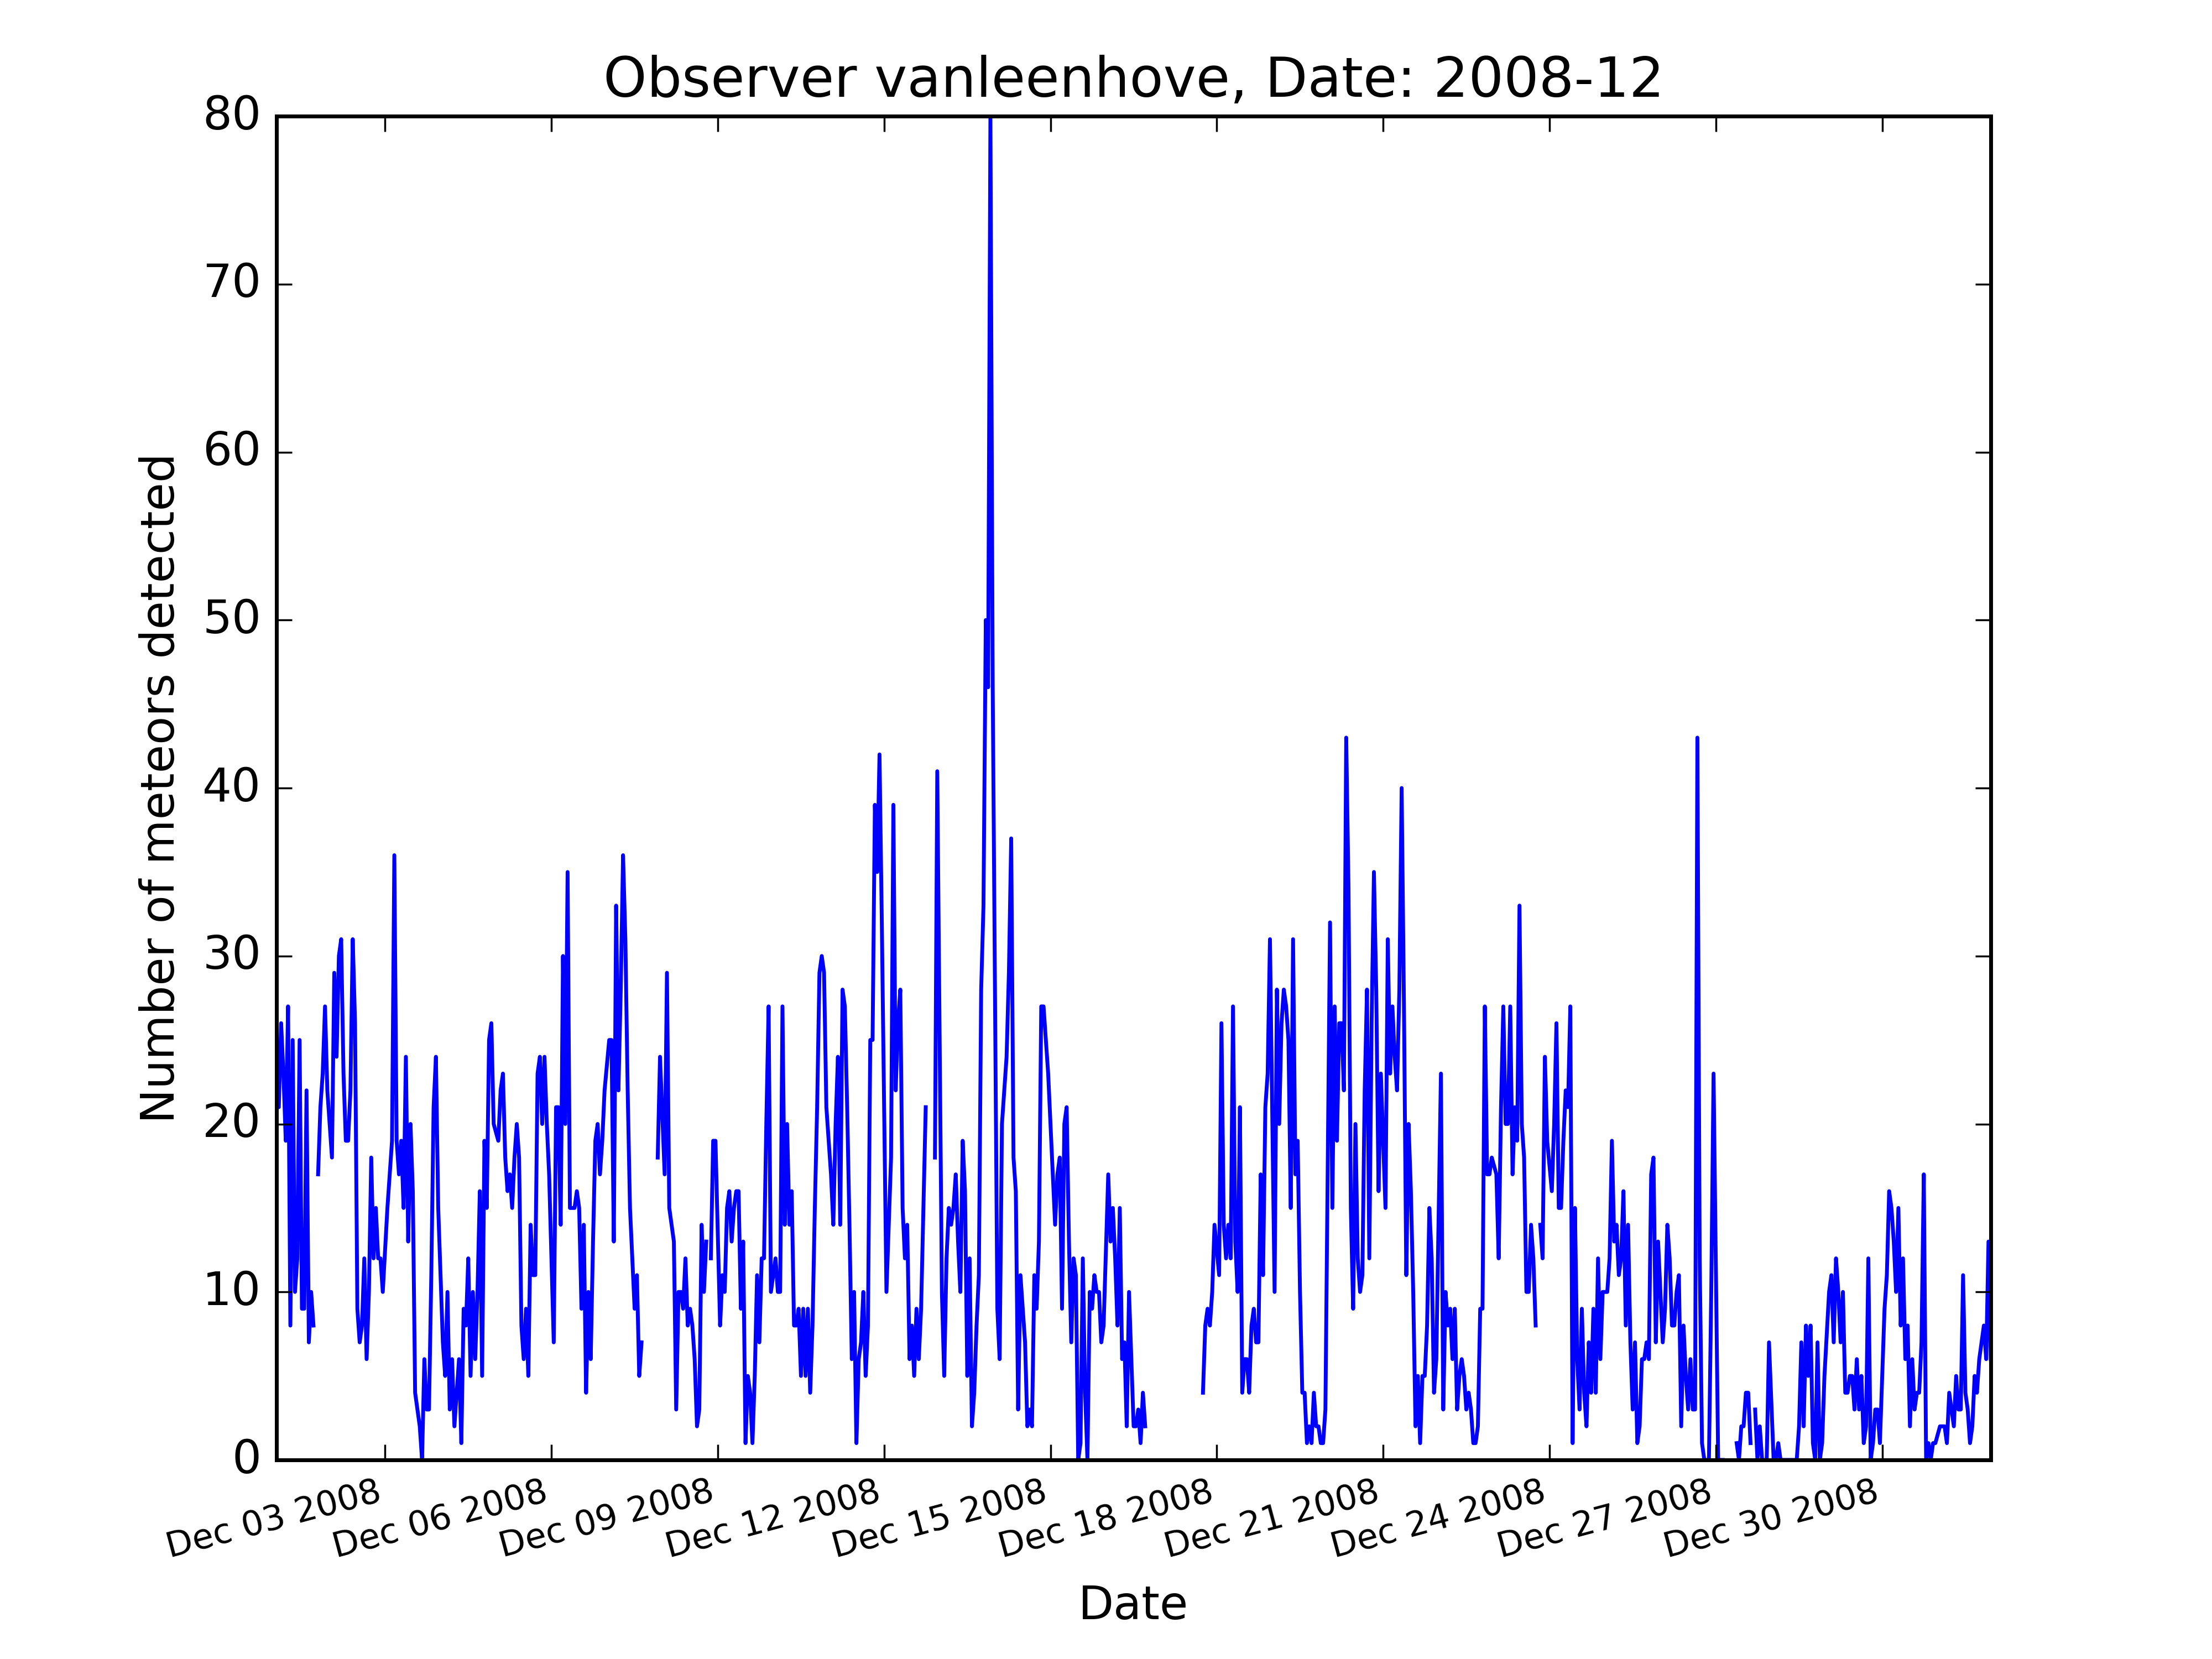 Observer vanleenhove, Date: 2008-12
80
70
60
50
40
30
20
10
0
Number of meteors detected
Dec 03 2008
Dec 06 2008
Dec 09 2008
Dec 12 2008
Dec 15 2008
Dec 18 2008
Dec 21 2008
Dec 24 2008
Dec 27 2008
Dec 30 2008
Date